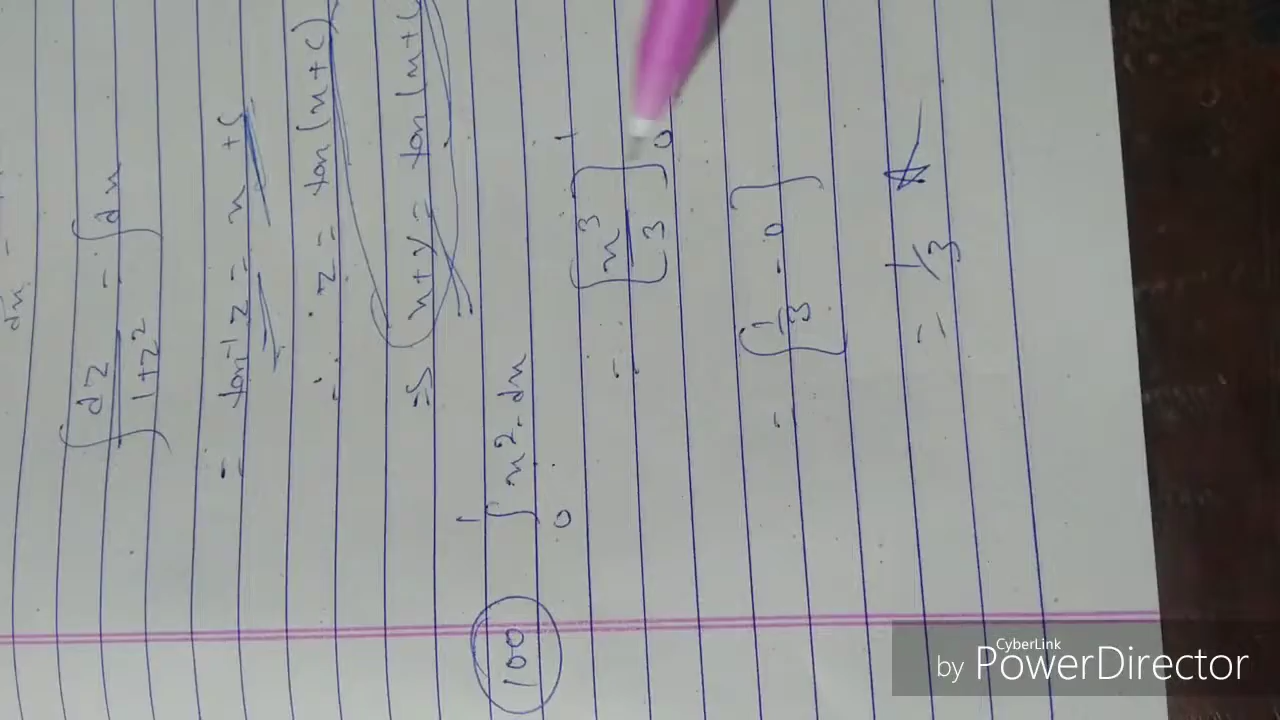 ∫ dz/(1+z²) = ∫ dx
= tan⁻¹ z = x + C
∴ z = tan(x+C)
⇒ x+y = tan(x+C
(100) ∫₀¹ x² . dx
= [x³/3]₀¹
= [1/3 - 0]
= 1/3
CyberLink
by PowerDirector